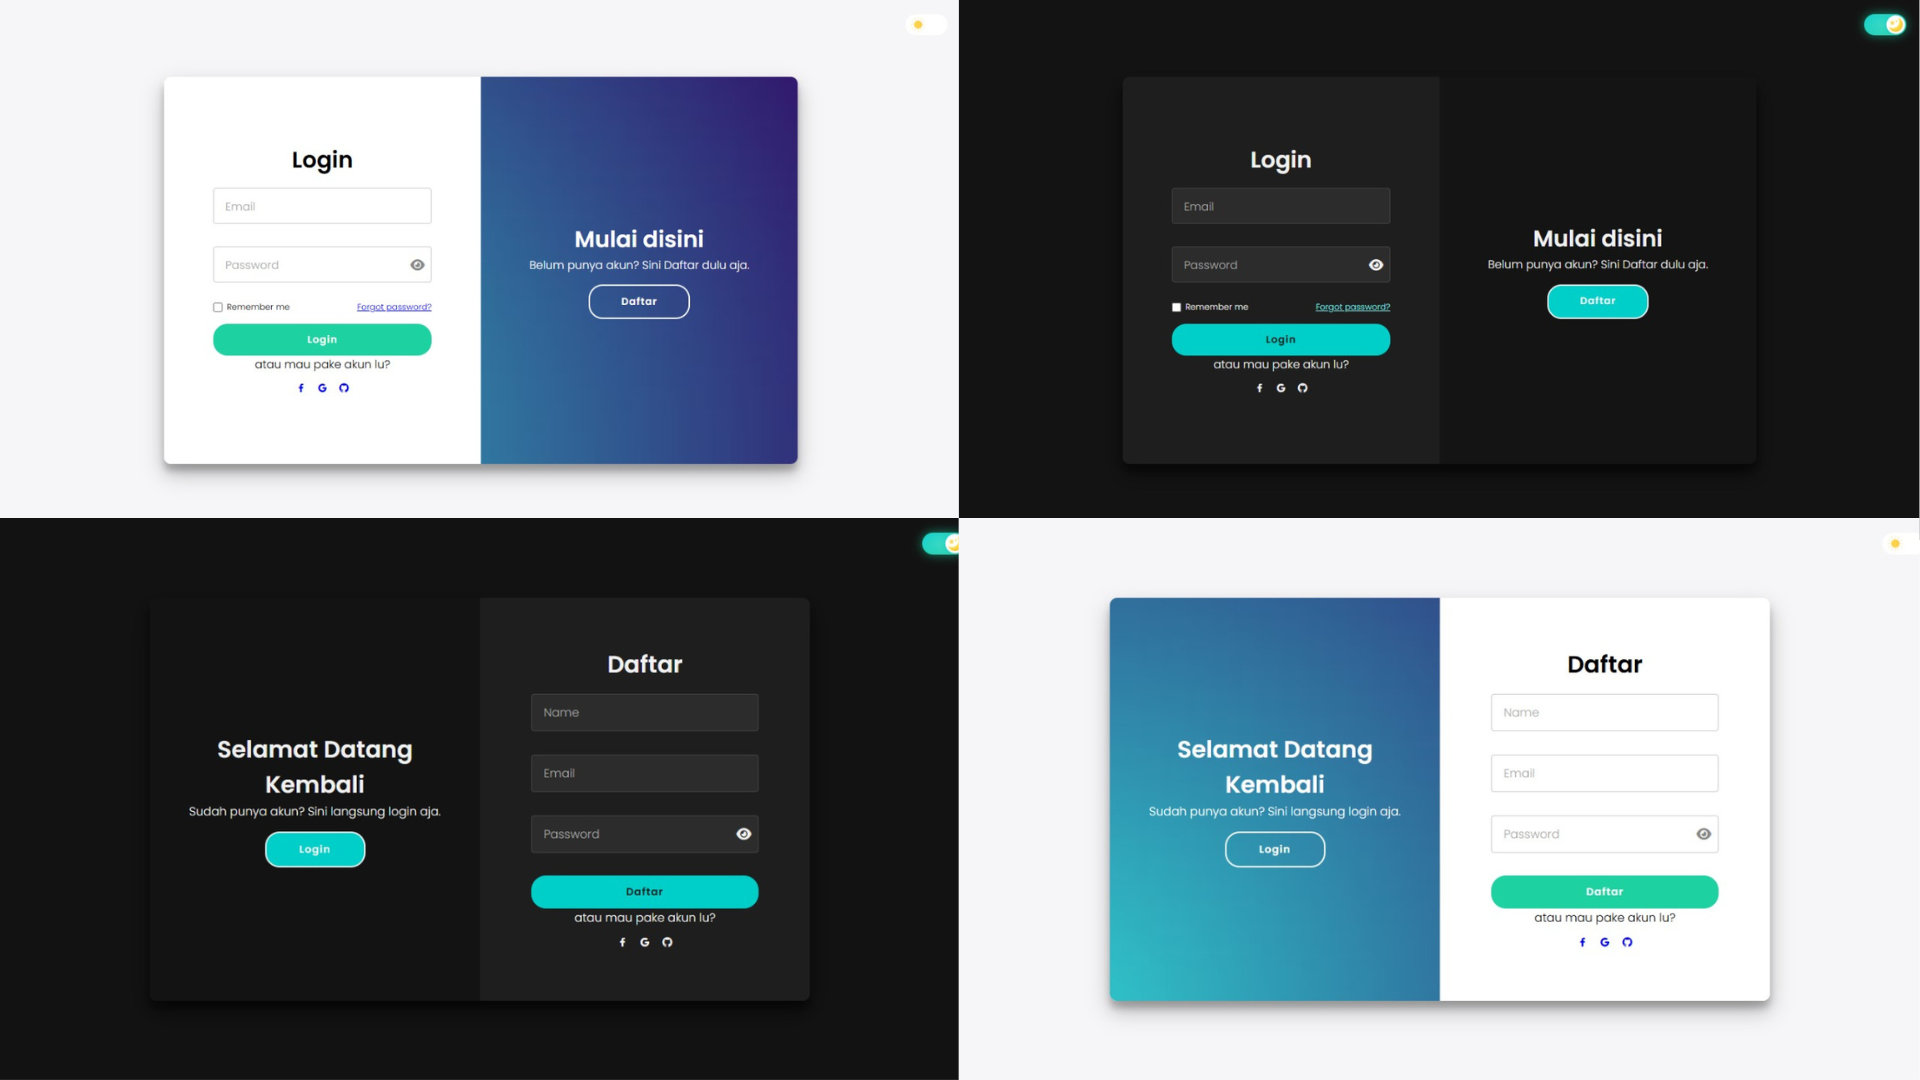 Login
Email
Password
Remember me
Forgot password?
Login
atau mau pake akun lu?
Mulai disini
Belum punya akun? Sini Daftar dulu aja.
Daftar
Login
Email
Password
Remember me
Forgot password?
Login
atau mau pake akun lu?
Mulai disini
Belum punya akun? Sini Daftar dulu aja.
Daftar
Selamat Datang
Kembali
Sudah punya akun? Sini langsung login aja.
Login
Daftar
Name
Email
Password
Daftar
atau mau pake akun lu?
Selamat Datang
Kembali
Sudah punya akun? Sini langsung login aja.
Login
Daftar
Name
Email
Password
Daftar
atau mau pake akun lu?